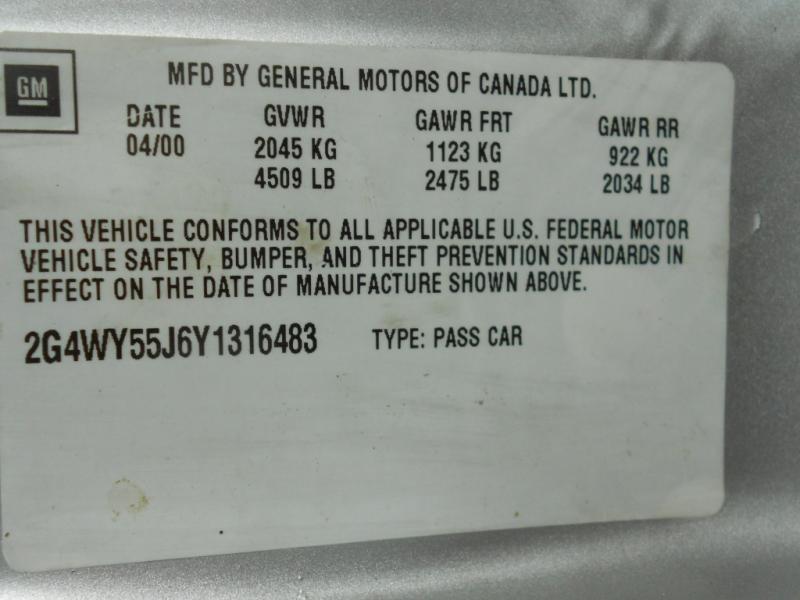 GM
MFD BY GENERAL MOTORS OF CANADA LTD.
DATE GVWR GAWR FRT GAWR RR
04/00 2045 KG 1123 KG 922 KG
4509 LB 2475 LB 2034 LB
THIS VEHICLE CONFORMS TO ALL APPLICABLE U.S. FEDERAL MOTOR
VEHICLE SAFETY, BUMPER, AND THEFT PREVENTION STANDARDS IN
EFFECT ON THE DATE OF MANUFACTURE SHOWN ABOVE.
2G4WY55J6Y1316483 TYPE: PASS CAR